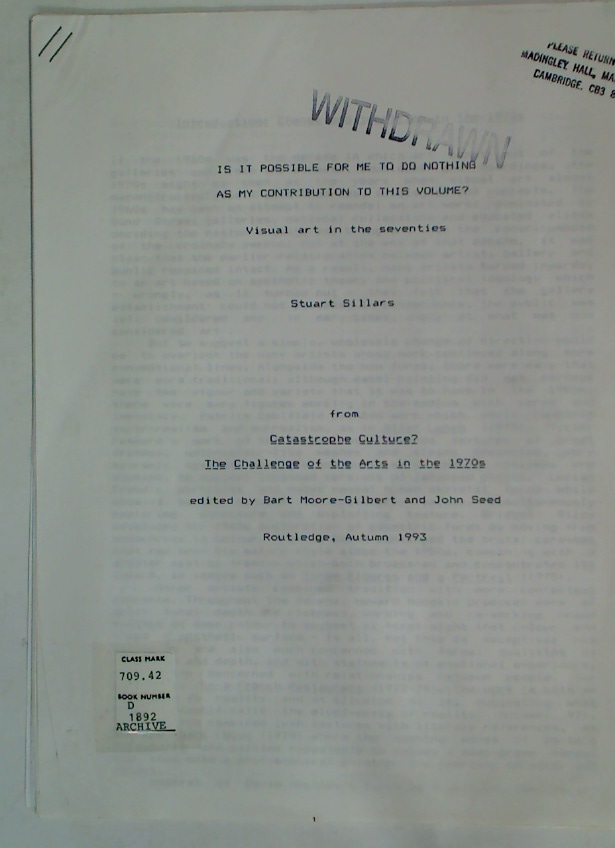 PLEASE RETURN
MADINGLEY HALL, MA
CAMBRIDGE. CB3 8
WITHDRAWN
IS IT POSSIBLE FOR ME TO DO NOTHING
AS MY CONTRIBUTION TO THIS VOLUME?
Visual art in the seventies
Stuart Sillars
from
Catastrophe Culture?
The Challenge of the Arts in the 1970s
edited by Bart Moore-Gilbert and John Seed
Routledge, Autumn 1993
CLASS MARK
709.42
BOOK NUMBER
D
1892
ARCHIVE
1